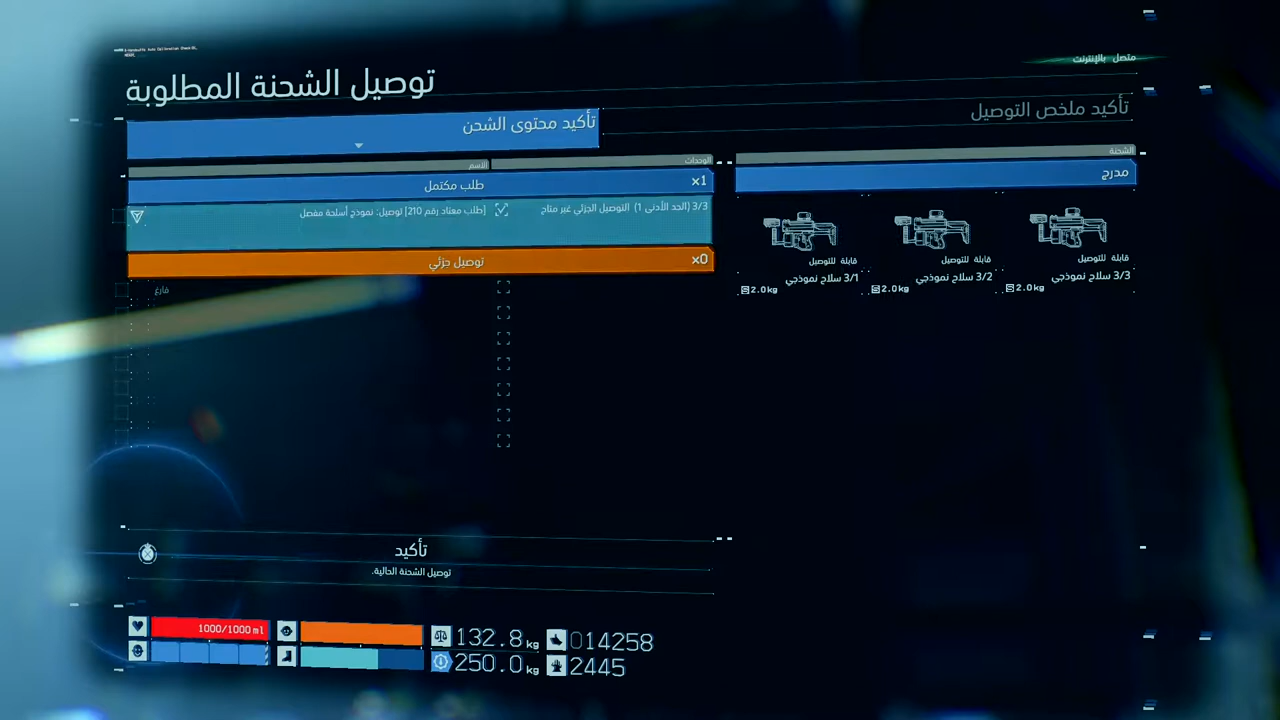 متصل بالإنترنت
توصيل الشحنة المطلوبة
تأكيد ملخص التوصيل
تأكيد محتوى الشحن
الشحنة
الوحدات
الاسم
مدرج
x1
طلب مكتمل
3/3 (الحد الأدنى 1) التوصيل الجزئي غير متاح
[طلب معتاد رقم 210] توصيل: نموذج أسلحة مفصل
x0
توصيل جزئي
فارغ
قابلة للتوصيل
قابلة للتوصيل
قابلة للتوصيل
3/3 سلاح نموذجي
3/2 سلاح نموذجي
3/1 سلاح نموذجي
S 2.0kg
S 2.0kg
S 2.0kg
تأكيد
توصيل الشحنة الحالية.
1000/1000 ml
132.8 kg
014258
250.0 kg
2445